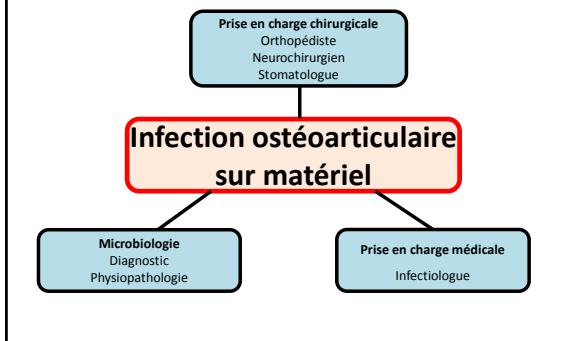 Prise en charge chirurgicale
Orthopédiste
Neurochirurgien
Stomatologue
Infection ostéoarticulaire
sur matériel
Microbiologie
Diagnostic
Physiopathologie
Prise en charge médicale
Infectiologue